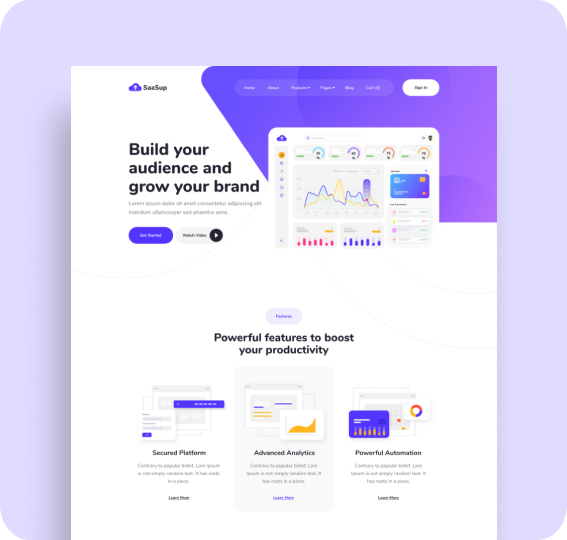 SaaSup
Home About Features Pages Blog Cart (0) Sign In
Build your
audience and
grow your brand
Lorem ipsum dolor sit amet consectetur adipiscing elit
interdum ullamcorper sed pharetra sene.
Get Started Watch Video
Features
Powerful features to boost
your productivity
Secured Platform
Contrary to popular belief, Lore Ipsum
is not simply random text. It has roots
in a piece.
Learn More
Advanced Analytics
Contrary to popular belief, Lore
Ipsum is not simply random text. It
has roots in a piece.
Learn More
Powerful Automation
Contrary to popular belief, Lore
Ipsum is not simply random text. It
has roots in a piece.
Learn More